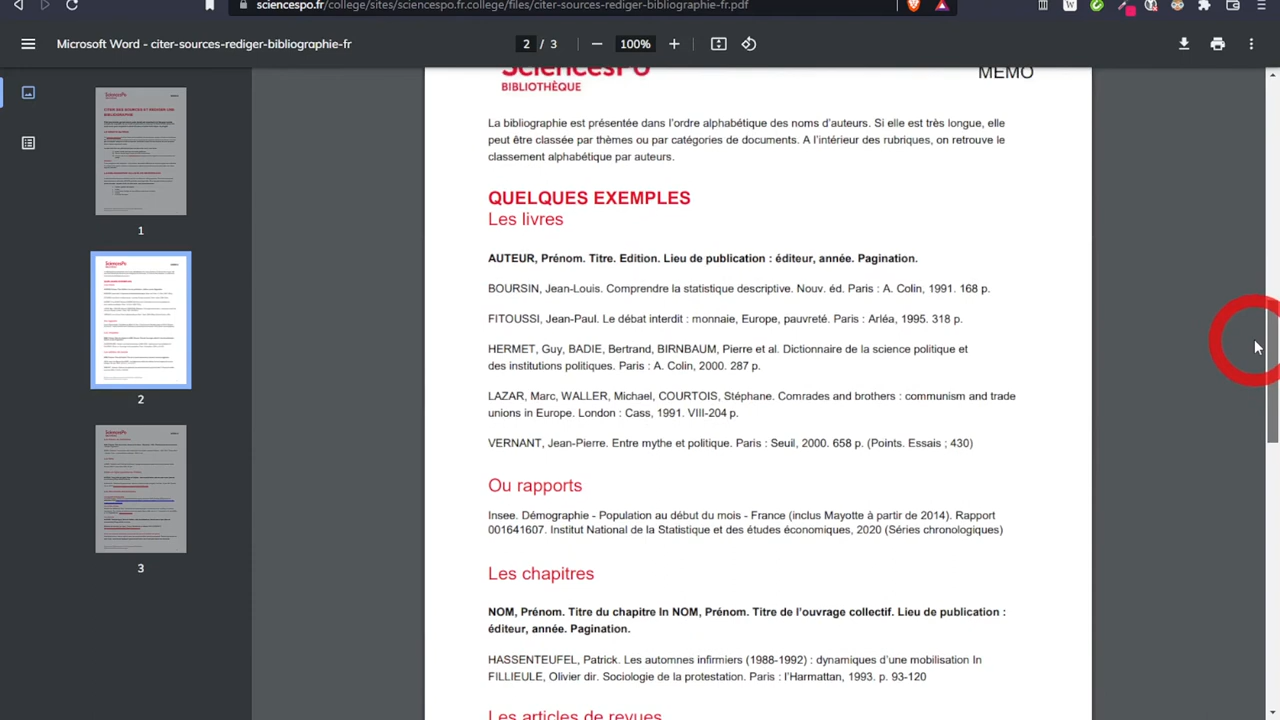 sciencespo.fr/college/sites/sciencespo.fr.college/files/citer-sources-rediger-bibliographie-fr.pdf
Microsoft Word - citer-sources-rediger-bibliographie-fr
2 / 3
100%
SciencesPo
BIBLIOTHÈQUE
MEMO
La bibliographie est présentée dans l'ordre alphabétique des noms d'auteurs. Si elle est très longue, elle
peut être classée par thèmes ou par catégories de documents. A l'intérieur des rubriques, on retrouve le
classement alphabétique par auteurs.
QUELQUES EXEMPLES
Les livres
AUTEUR, Prénom. Titre. Edition. Lieu de publication : éditeur, année. Pagination.
BOURSIN, Jean-Louis. Comprendre la statistique descriptive. Nouv. éd. Paris : A. Colin, 1991. 168 p.
FITOUSSI, Jean-Paul. Le débat interdit : monnaie, Europe, pauvreté. Paris : Arléa, 1995. 318 p.
HERMET, Guy, BADIE, Bertrand, BIRNBAUM, Pierre et al. Dictionnaire de la science politique et
des institutions politiques. Paris : A. Colin, 2000. 287 p.
LAZAR, Marc, WALLER, Michael, COURTOIS, Stéphane. Comrades and brothers : communism and trade
unions in Europe. London : Cass, 1991. VIII-204 p.
VERNANT, Jean-Pierre. Entre mythe et politique. Paris : Seuil, 2000. 658 p. (Points. Essais ; 430)
Ou rapports
Insee. Démographie - Population au début du mois - France (inclus Mayotte à partir de 2014). Rapport
001641607. Institut National de la Statistique et des études économiques, 2020 (Séries chronologiques)
Les chapitres
NOM, Prénom. Titre du chapitre In NOM, Prénom. Titre de l'ouvrage collectif. Lieu de publication :
éditeur, année. Pagination.
HASSENTEUFEL, Patrick. Les automnes infirmiers (1988-1992) : dynamiques d'une mobilisation In
FILLIEULE, Olivier dir. Sociologie de la protestation. Paris : l'Harmattan, 1993. p. 93-120
Les articles de revues
1
2
3